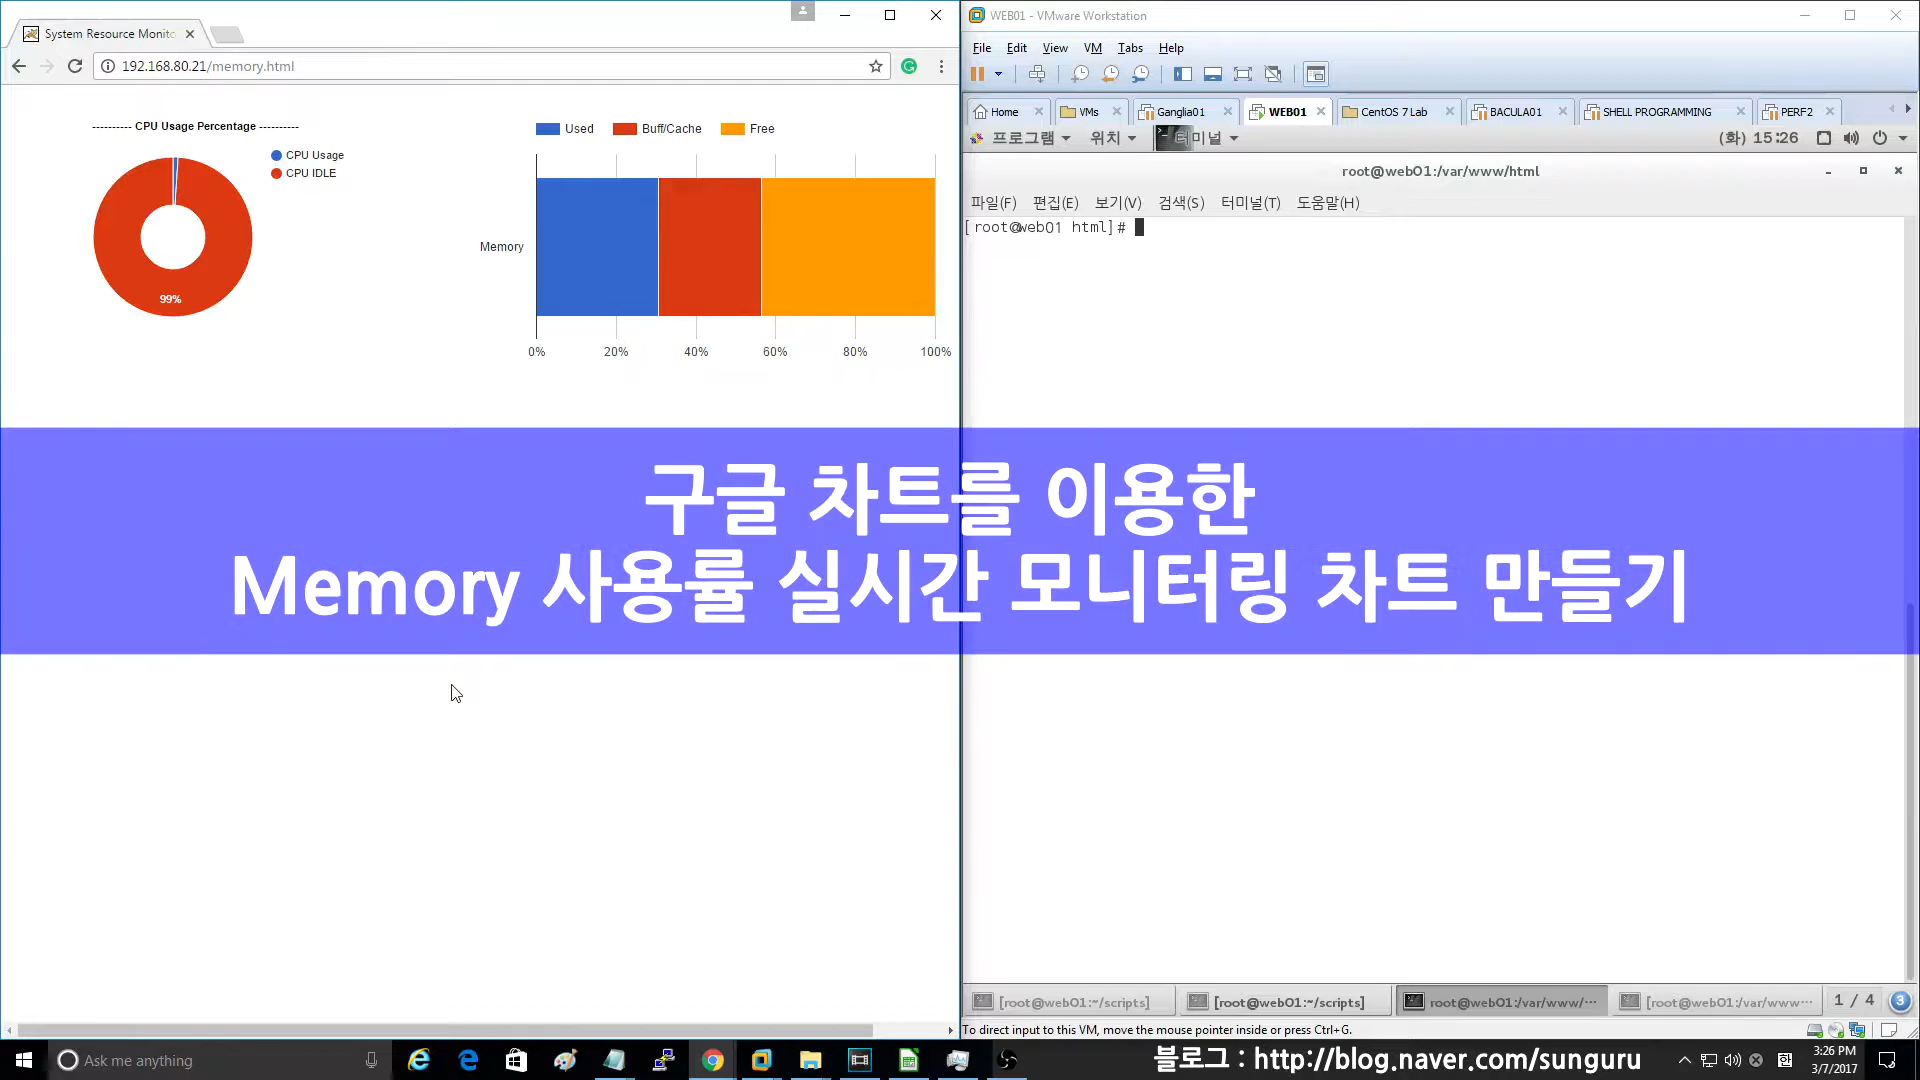 System Resource Monito
192.168.80.21/memory.html
---------- CPU Usage Percentage ----------
CPU Usage
CPU IDLE
99%
Used
Buff/Cache
Free
Memory
0%
20%
40%
60%
80%
100%
WEB01 - VMware Workstation
File Edit View VM Tabs Help
Home
VMs
Ganglia01
WEB01
CentOS 7 Lab
BACULA01
SHELL PROGRAMMING
PERF2
프로그램 위치 터미널 (화) 15:26
root@web01:/var/www/html
파일(F) 편집(E) 보기(V) 검색(S) 터미널(T) 도움말(H)
[root@web01 html]#
구글 차트를 이용한
Memory 사용률 실시간 모니터링 차트 만들기
[root@web01:~/scripts]
[root@web01:~/scripts]
root@web01:/var/www/···
[root@web01:/var/www···
1 / 4
3
To direct input to this VM, move the mouse pointer inside or press Ctrl+G.
Ask me anything
블로그 : http://blog.naver.com/sunguru
한
3:26 PM
3/7/2017